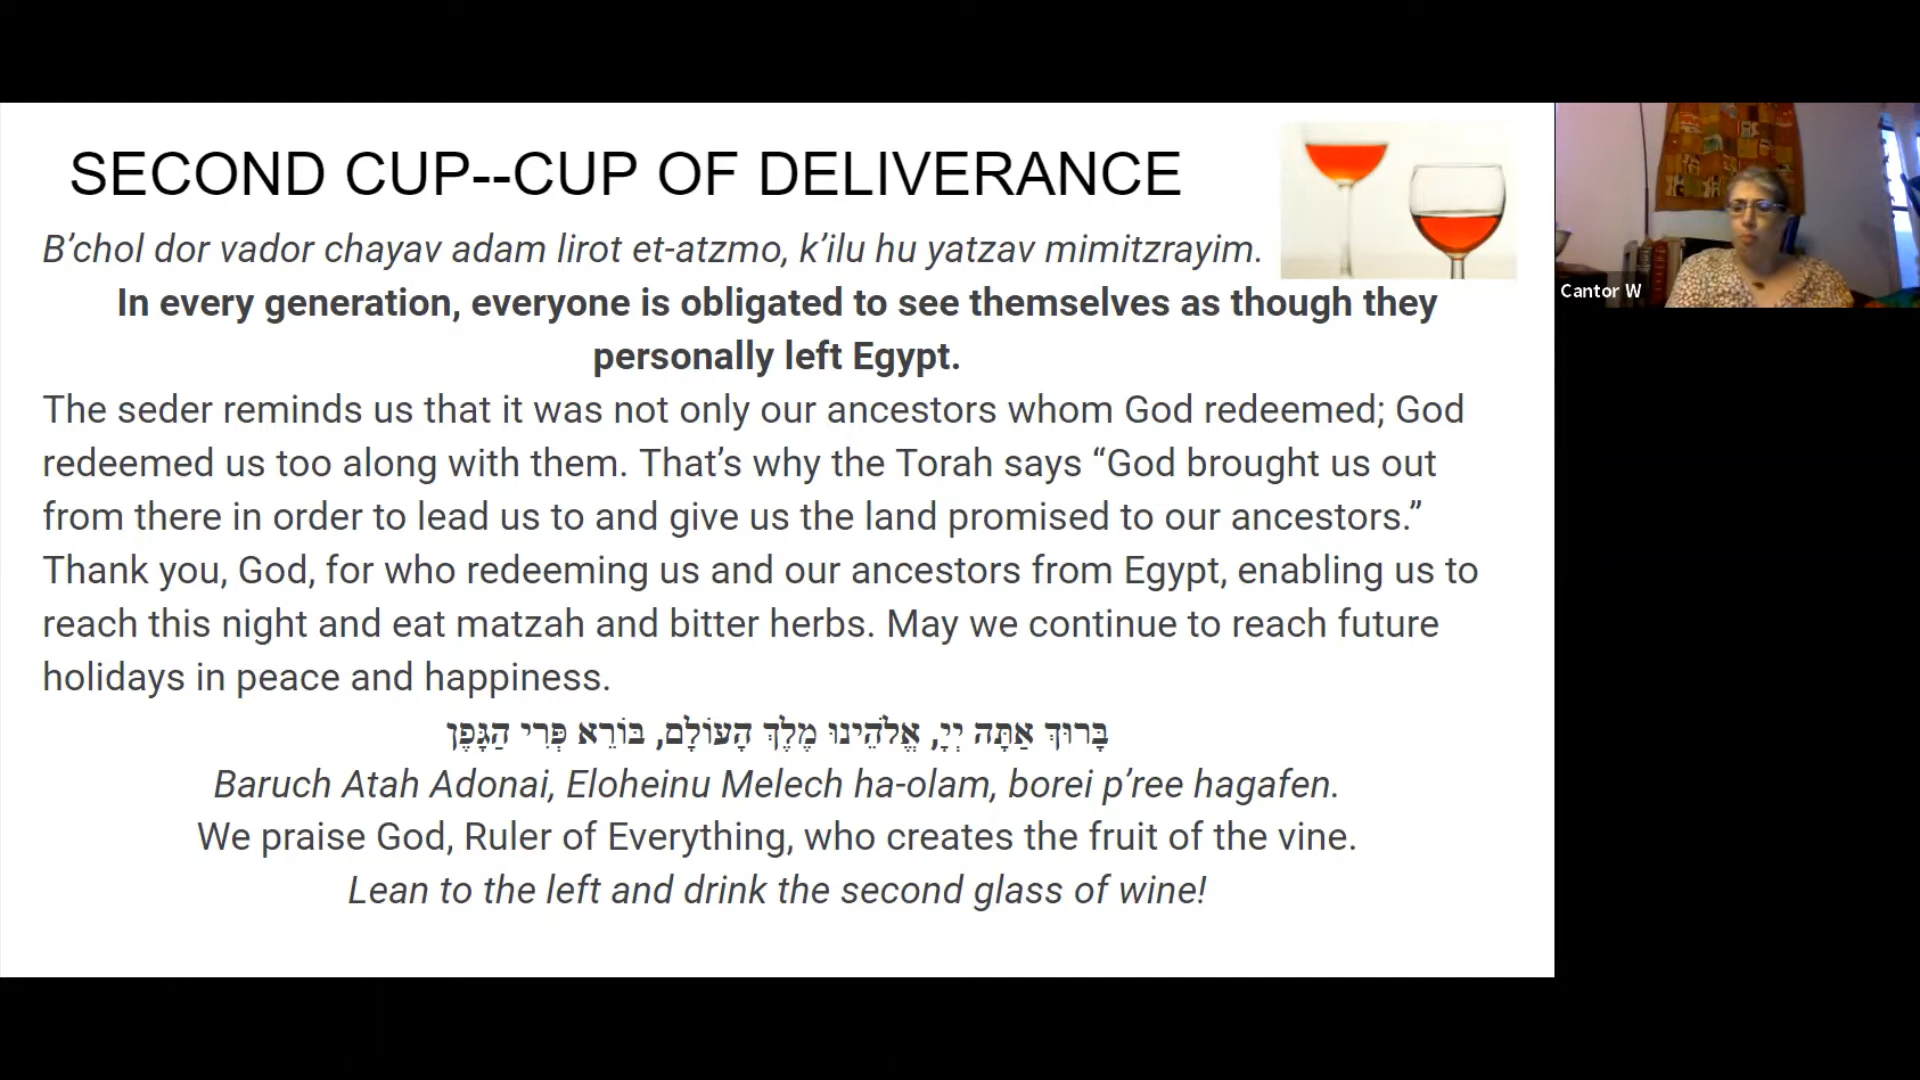 SECOND CUP--CUP OF DELIVERANCE
B’chol dor vador chayav adam lirot et-atzmo, k’ilu hu yatzav mimitzrayim.
In every generation, everyone is obligated to see themselves as though they
personally left Egypt.
The seder reminds us that it was not only our ancestors whom God redeemed; God
redeemed us too along with them. That’s why the Torah says “God brought us out
from there in order to lead us to and give us the land promised to our ancestors.”
Thank you, God, for who redeeming us and our ancestors from Egypt, enabling us to
reach this night and eat matzah and bitter herbs. May we continue to reach future
holidays in peace and happiness.
בָּרוּךְ אַתָּה יְיָ, אֱלֹהֵינוּ מֶלֶךְ הָעוֹלָם, בּוֹרֵא פְּרִי הַגָּפֶן
Baruch Atah Adonai, Eloheinu Melech ha-olam, borei p’ree hagafen.
We praise God, Ruler of Everything, who creates the fruit of the vine.
Lean to the left and drink the second glass of wine!
Cantor W